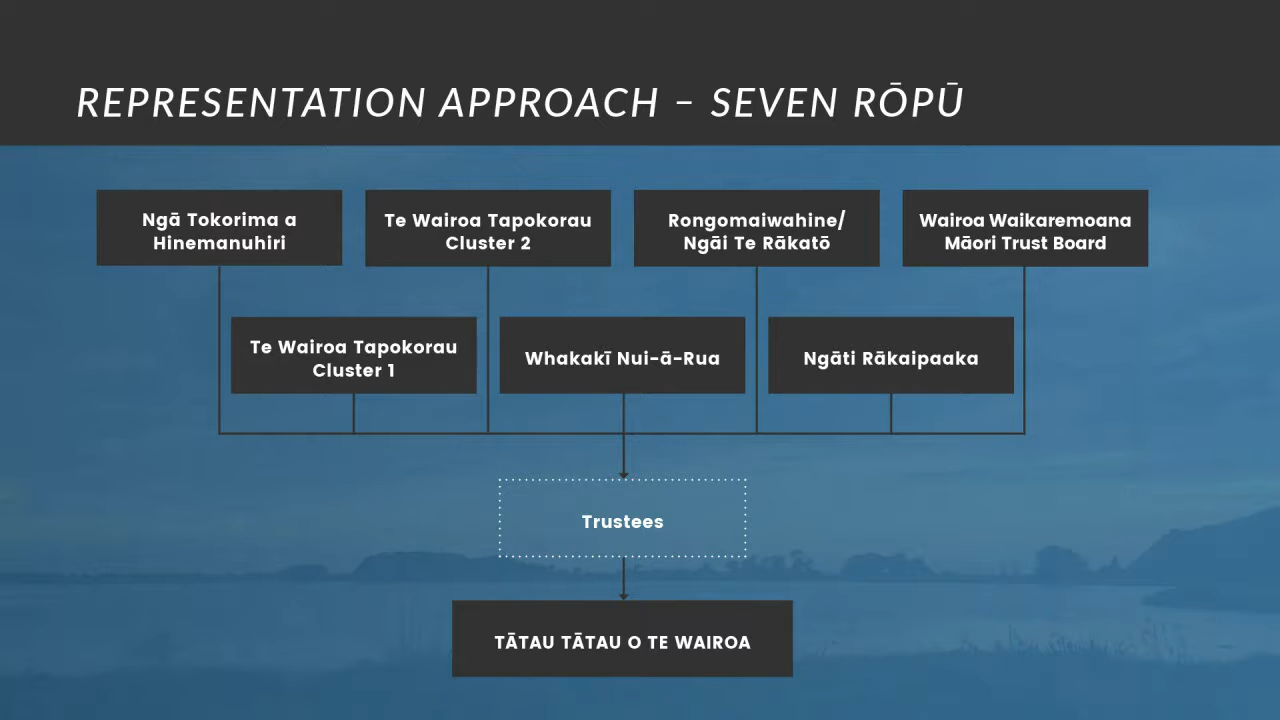 REPRESENTATION APPROACH – SEVEN RŌPŪ
Ngā Tokorima a
Hinemanuhiri
Te Wairoa Tapokorau
Cluster 2
Rongomaiwahine/
Ngāi Te Rākatō
Wairoa Waikaremoana
Māori Trust Board
Te Wairoa Tapokorau
Cluster 1
Whakakī Nui-ā-Rua
Ngāti Rākaipaaka
Trustees
TĀTAU TĀTAU O TE WAIROA